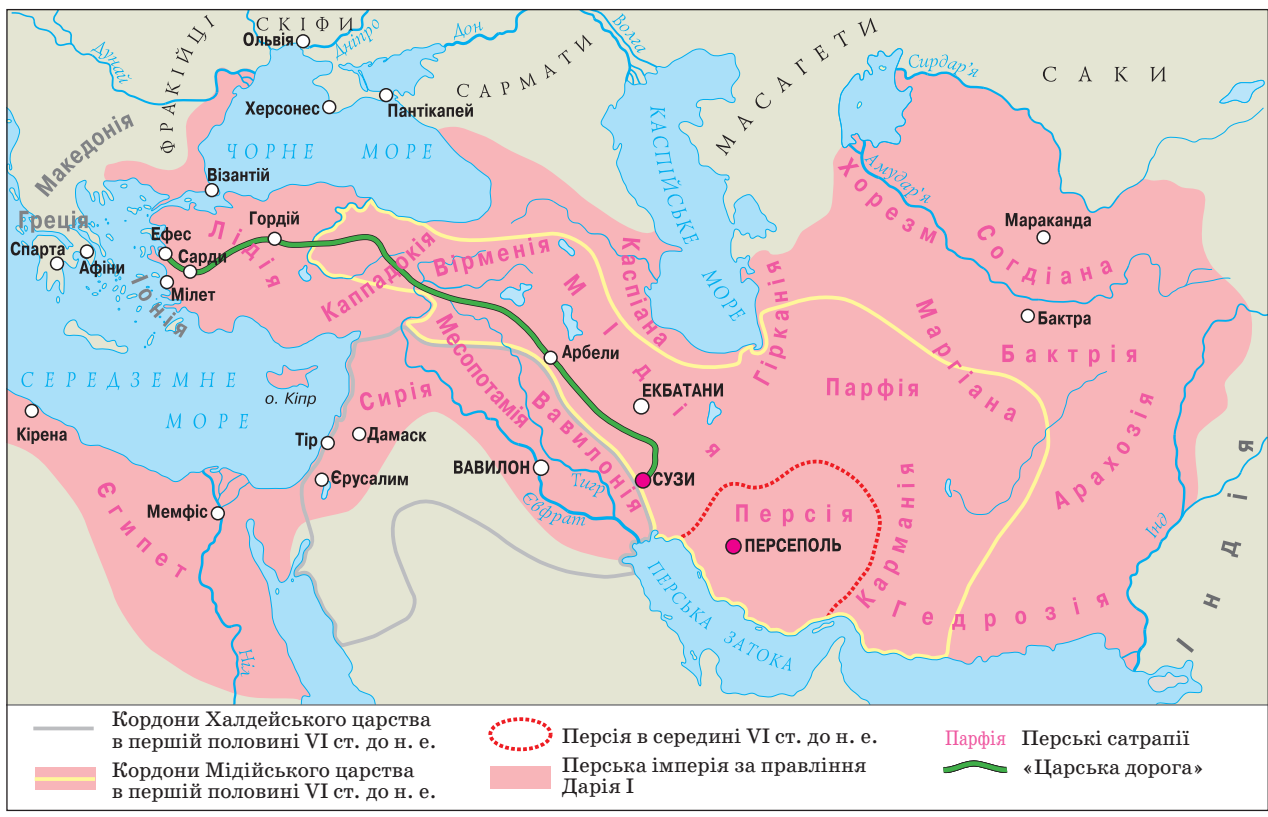 СКІФИ
Ольвія
Дніпро
Дон
Волга
МАСАГЕТИ
Сирдар'я
САКИ
Дунай
ФРАКІЙЦІ
САРМАТИ
Херсонес
Пантікапей
Македонія
ЧОРНЕ МОРЕ
КАСПІЙСЬКЕ МОРЕ
Амудар'я
Хорезм
Візантій
Греція
Гордій
Лідія
Ефес
Сарди
Спарта
Афіни
Мілет
Іонія
Каппадокія
Вірменія
Каспіана
Мідія
Гірканія
Мараканда
Согдіана
Бактра
Маргіана
Бактрія
Арбели
Месопотамія
Парфія
СЕРЕДЗЕМНЕ
МОРЕ
о. Кіпр
Сирія
ЕКБАТАНИ
Вавилонія
Кірена
Тір
Дамаск
Арахозія
Індія
ВАВИЛОН
Єрусалим
СУЗИ
Тигр
Євфрат
Єгипет
Мемфіс
Персія
ПЕРСЕПОЛЬ
Карманія
Інд
Гедрозія
ПЕРСЬКА ЗАТОКА
Ніл
Кордони Халдейського царства
в першій половині VI ст. до н. е.
Кордони Мідійського царства
в першій половині VI ст. до н. е.
Персія в середині VI ст. до н. е.
Перська імперія за правління
Дарія I
Парфія Перські сатрапії
«Царська дорога»